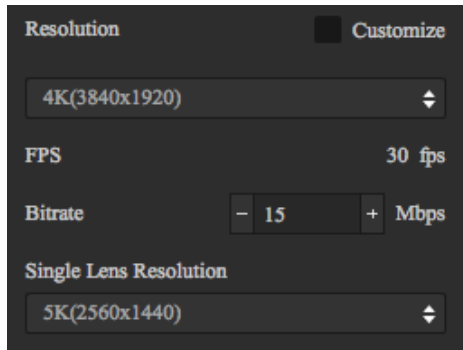 Resolution Customize
4K(3840x1920)
FPS 30 fps
Bitrate - 15 + Mbps
Single Lens Resolution
5K(2560x1440)